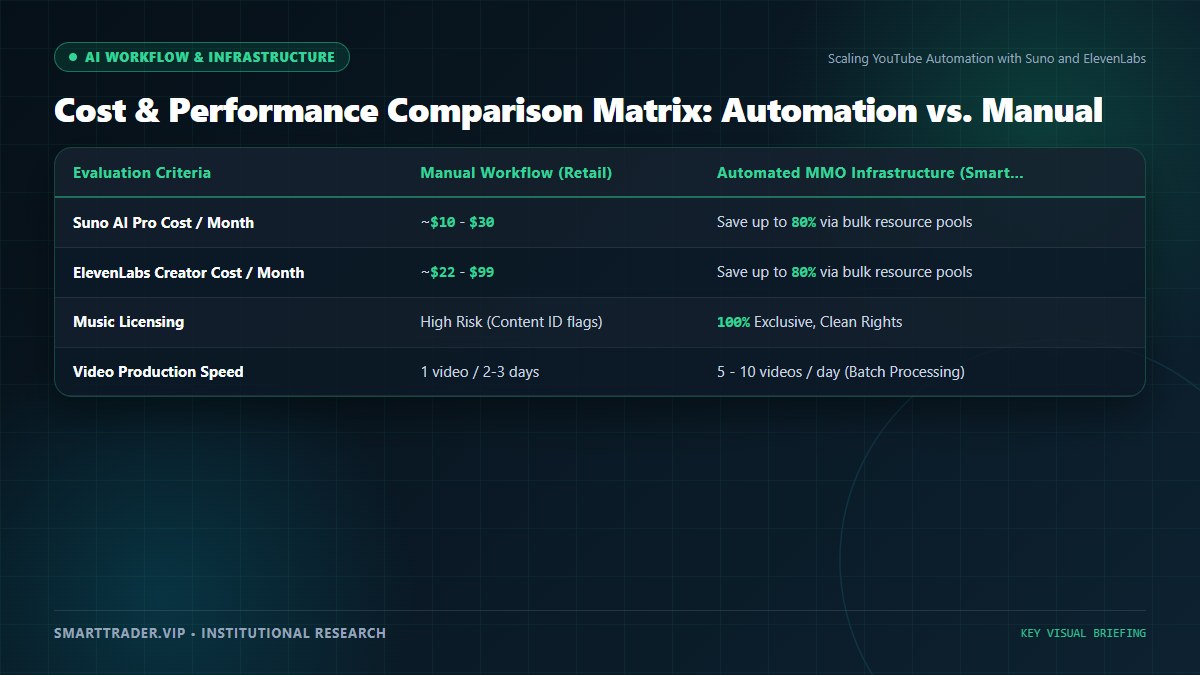 AI WORKFLOW & INFRASTRUCTURE
Scaling YouTube Automation with Suno and ElevenLabs
Cost & Performance Comparison Matrix: Automation vs. Manual
Evaluation Criteria Manual Workflow (Retail) Automated MMO Infrastructure (Smart...
Suno AI Pro Cost / Month ~$10 - $30 Save up to 80% via bulk resource pools
ElevenLabs Creator Cost / Month ~$22 - $99 Save up to 80% via bulk resource pools
Music Licensing High Risk (Content ID flags) 100% Exclusive, Clean Rights
Video Production Speed 1 video / 2-3 days 5 - 10 videos / day (Batch Processing)
SMARTTRADER.VIP • INSTITUTIONAL RESEARCH
KEY VISUAL BRIEFING